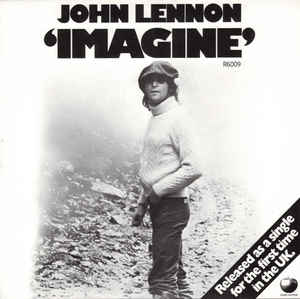 JOHN LENNON
‘IMAGINE’
R6009
Released as a single
for the first time
in the UK.